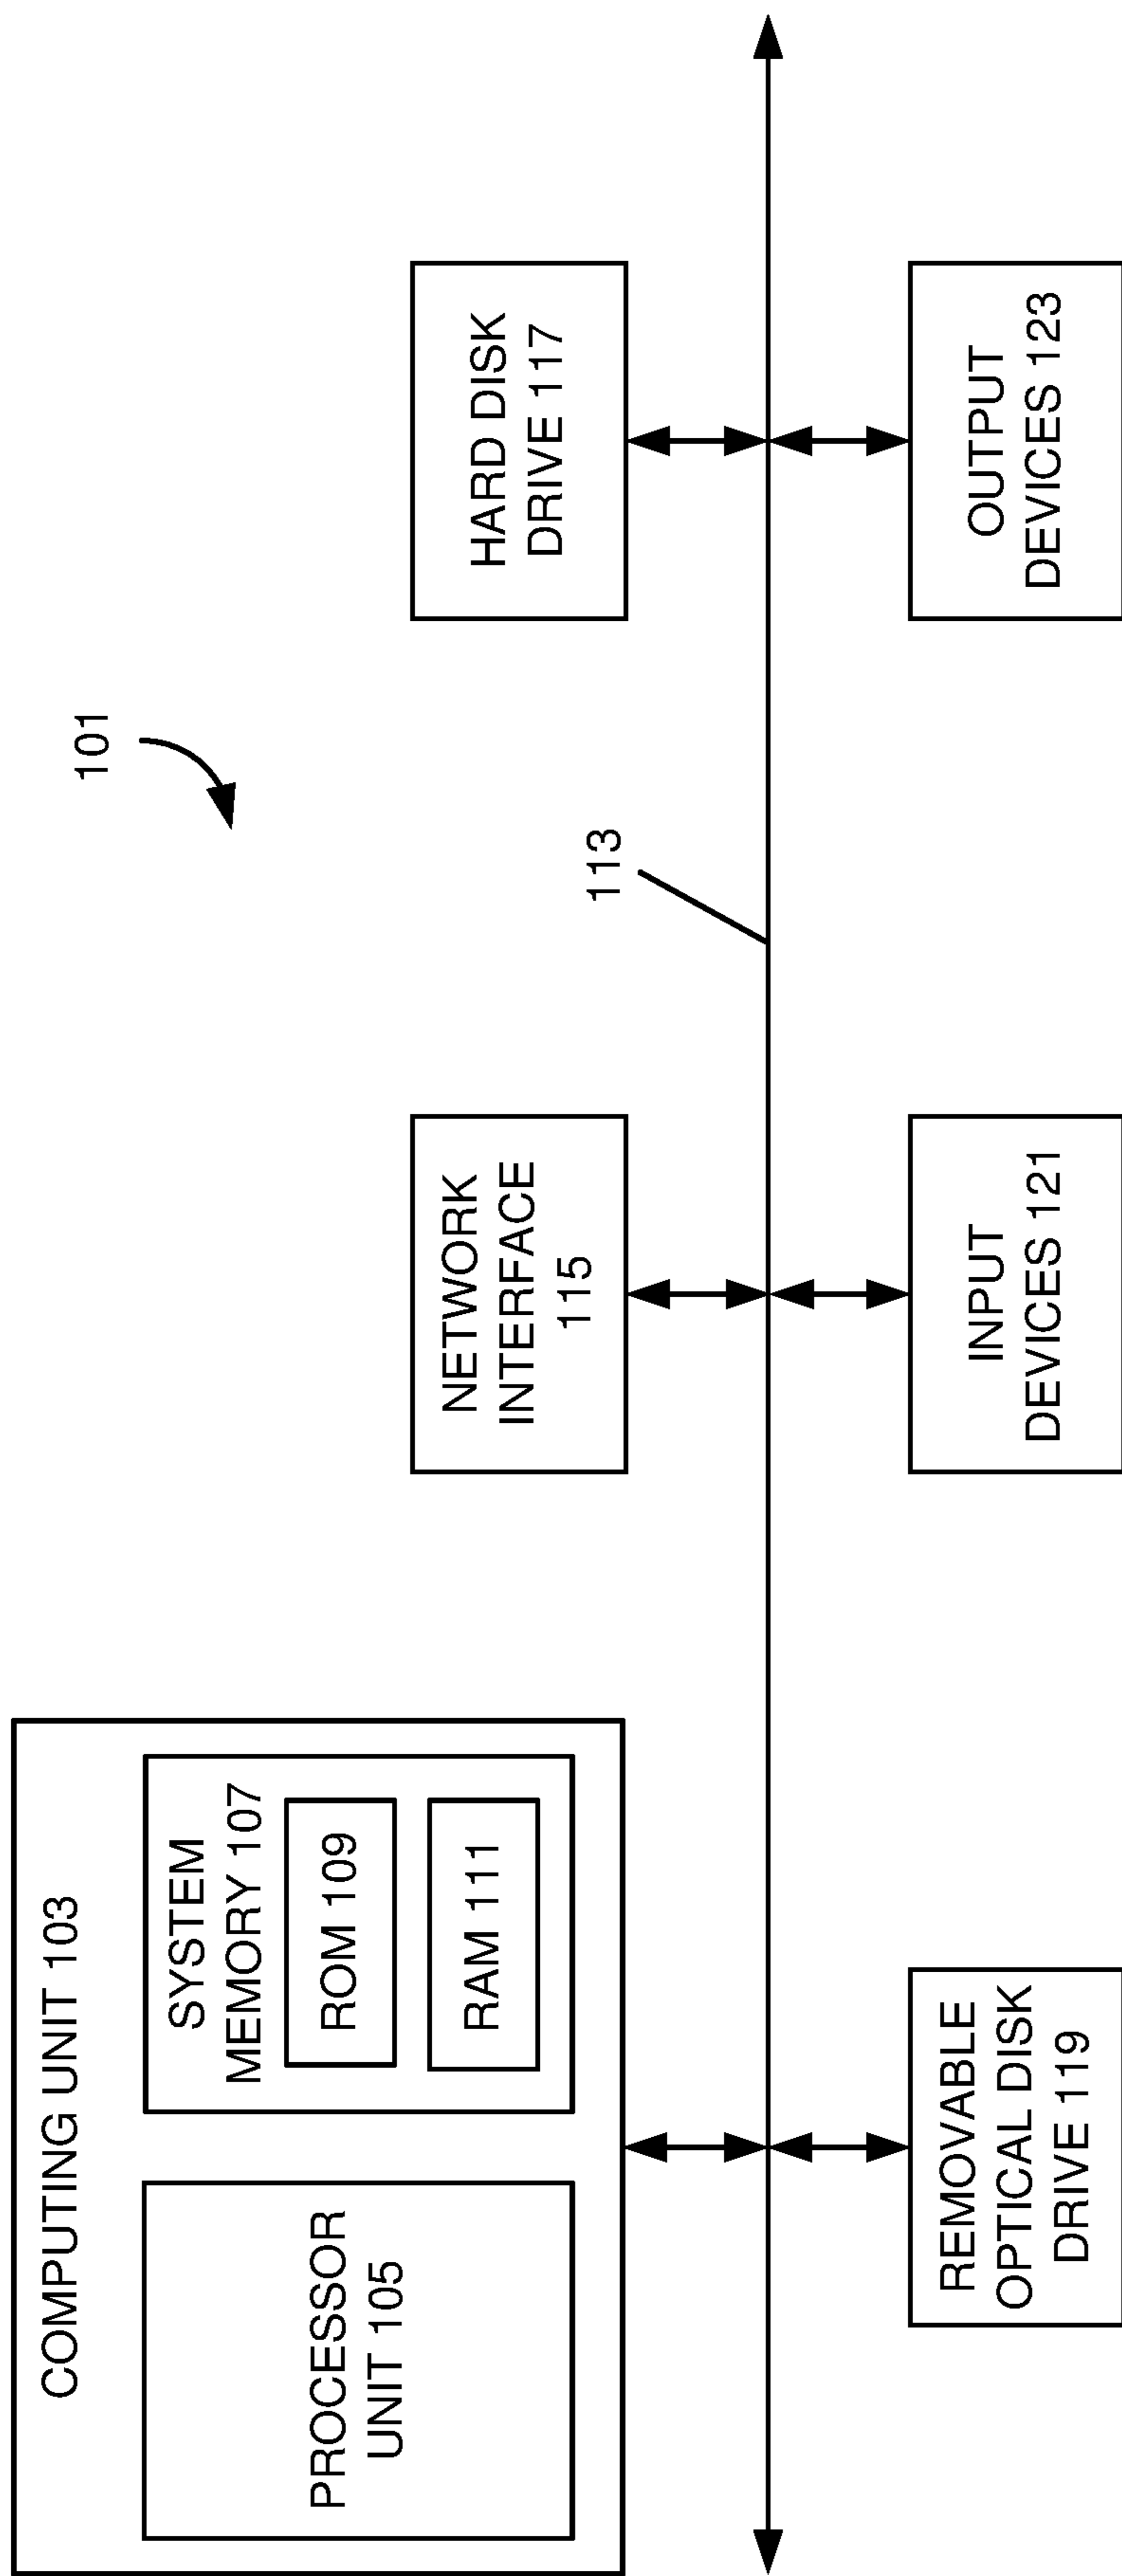 101
COMPUTING UNIT 103
PROCESSOR
UNIT 105
SYSTEM
MEMORY 107
ROM 109
RAM 111
NETWORK
INTERFACE
115
HARD DISK
DRIVE 117
113
REMOVABLE
OPTICAL DISK
DRIVE 119
INPUT
DEVICES 121
OUTPUT
DEVICES 123